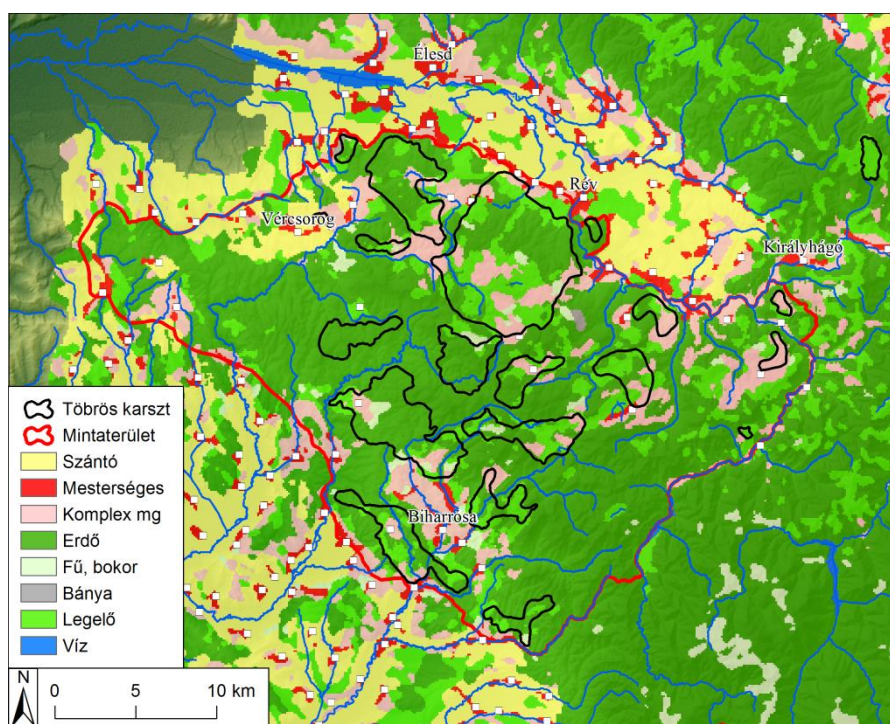 Élesd
Rév
Vércsorog
Királyhágó
Biharrósa
Töbrös karszt
Mintaterület
Szántó
Mesterséges
Komplex mg
Erdő
Fű, bokor
Bánya
Legelő
Víz
N
0 5 10 km